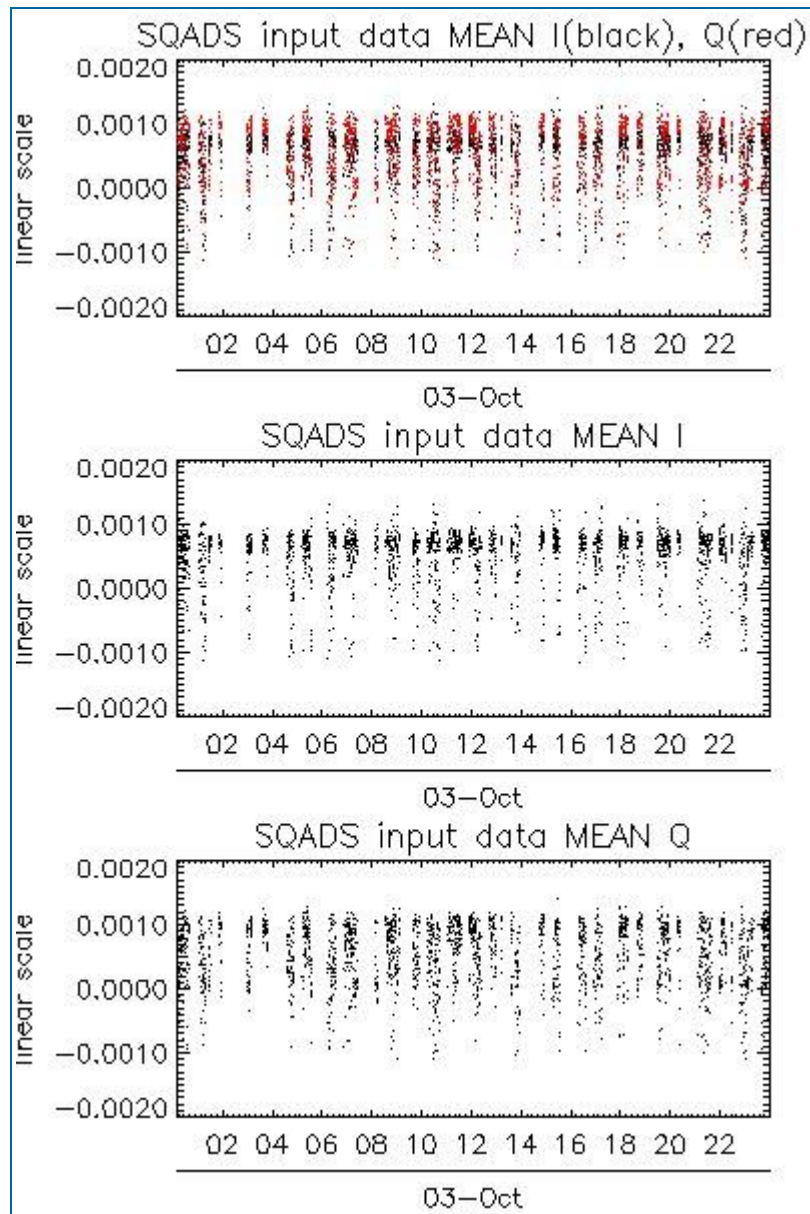 SQADS input data MEAN I(black), Q(red)
0.0020
0.0010
0.0000
−0.0010
−0.0020
linear scale
02 04 06 08 10 12 14 16 18 20 22
03−Oct
SQADS input data MEAN I
0.0020
0.0010
0.0000
−0.0010
−0.0020
linear scale
02 04 06 08 10 12 14 16 18 20 22
03−Oct
SQADS input data MEAN Q
0.0020
0.0010
0.0000
−0.0010
−0.0020
linear scale
02 04 06 08 10 12 14 16 18 20 22
03−Oct